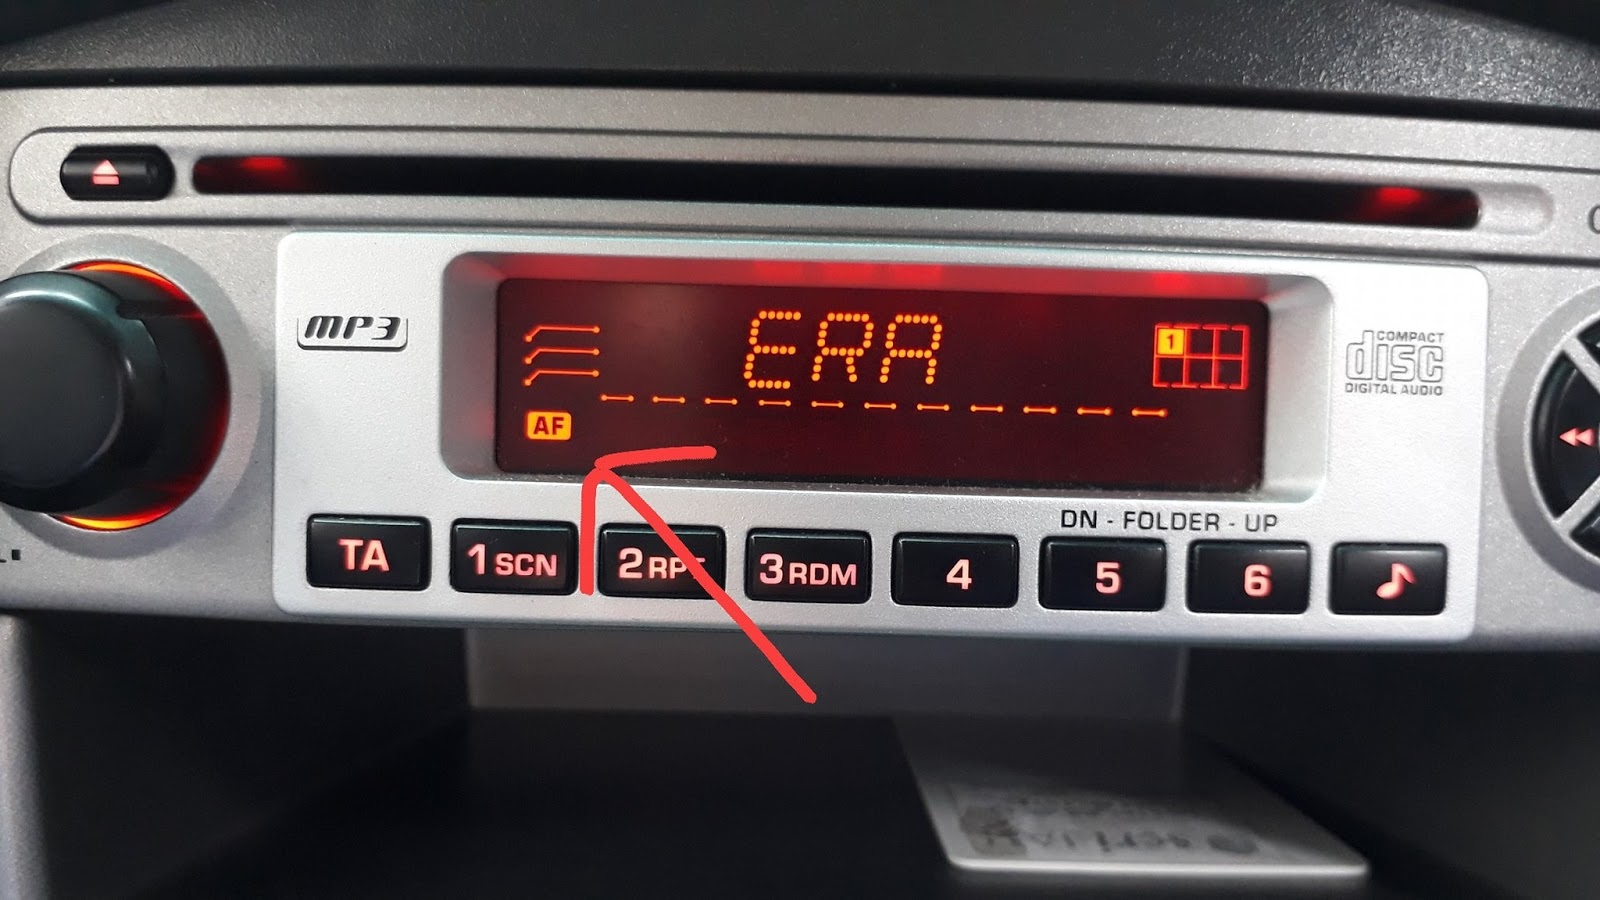 MP3
ERA
1
AF
COMPACT
disc
DIGITAL AUDIO
DN - FOLDER - UP
TA
1 SCN
2 RPT
3 RDM
4
5
6